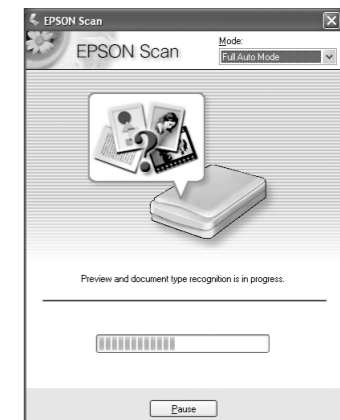 EPSON Scan
EPSON Scan
Mode:
Full Auto Mode
?
Preview and document type recognition is in progress.
Pause